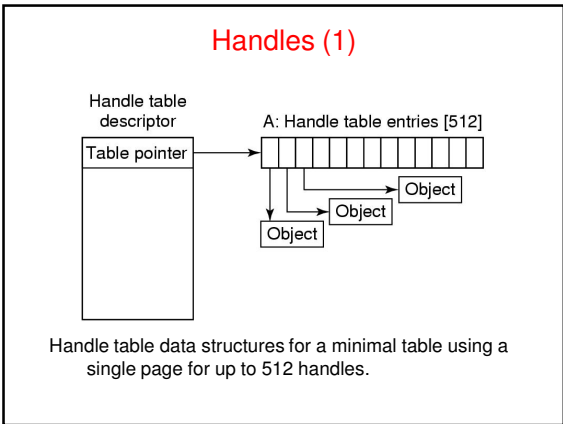 Handles (1)
Handle table
descriptor
A: Handle table entries [512]
Table pointer
Object
Object
Object
Handle table data structures for a minimal table using a
single page for up to 512 handles.